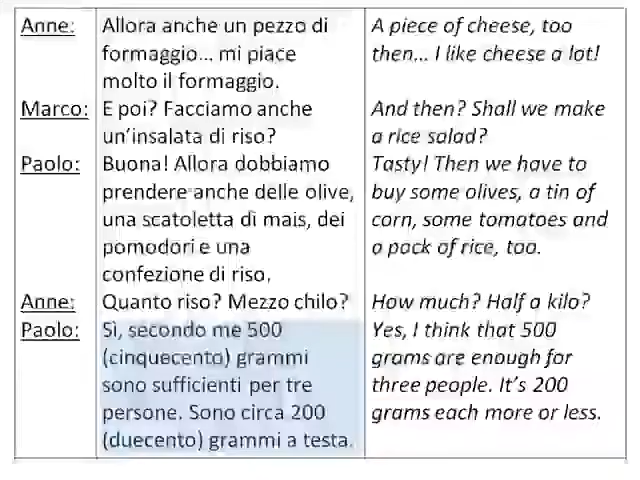 Anne: Allora anche un pezzo di A piece of cheese, too
formaggio... mi piace then... I like cheese a lot!
molto il formaggio.
Marco: E poi? Facciamo anche And then? Shall we make
un'insalata di riso? a rice salad?
Paolo: Buona! Allora dobbiamo Tasty! Then we have to
prendere anche delle olive, buy some olives, a tin of
una scatoletta di mais, dei corn, some tomatoes and
pomodori e una a pack of rice, too.
confezione di riso.
Anne: Quanto riso? Mezzo chilo? How much? Half a kilo?
Paolo: Sì, secondo me 500 Yes, I think that 500
(cinquecento) grammi grams are enough for
sono sufficienti per tre three people. It's 200
persone. Sono circa 200 grams each more or less.
(duecento) grammi a testa.